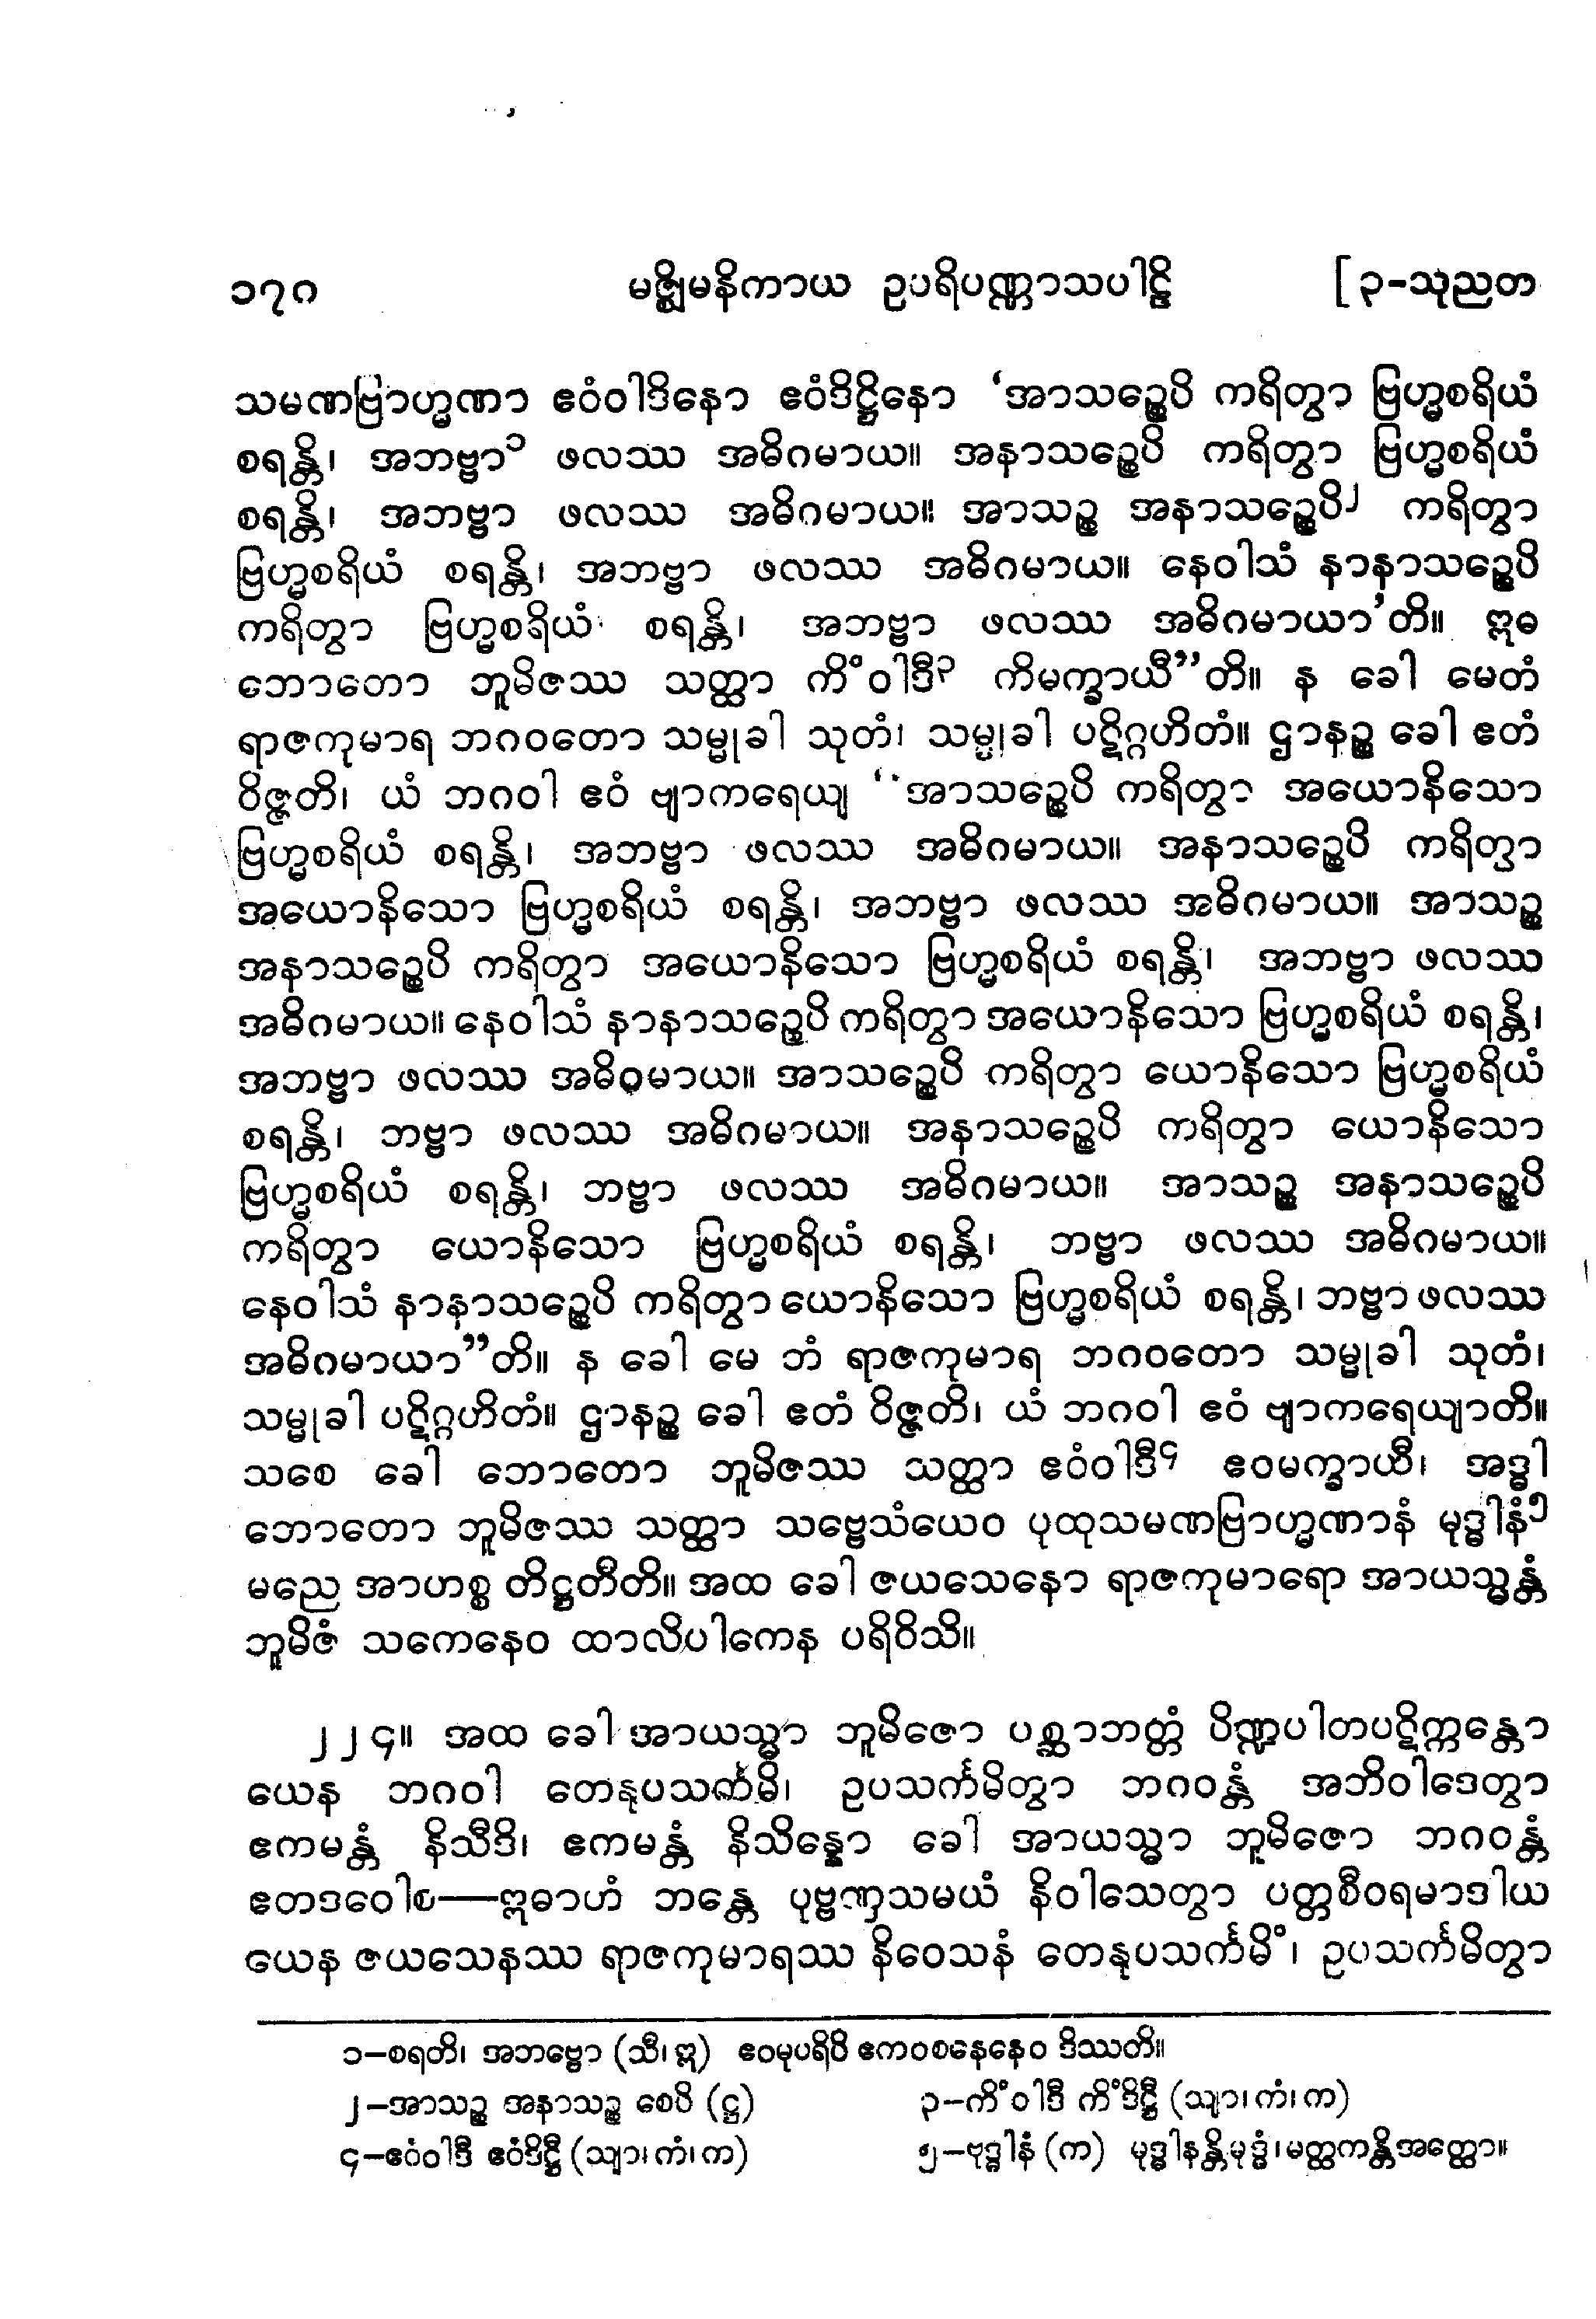 ၁၇၈ မဇ္ဈိမနိကာယ ဥပရိပဏ္ဏာသပါဠိ [၃-သုညတ
သမဏဗြာဟ္မဏာ ဧဝံဝါဒိနော ဧဝံဒိဋ္ဌိနော ‘အာသဉ္စေပိ ကရိတွာ ဗြဟ္မစရိယံ
စရန္တိ၊ အဘဗ္ဗာ၁ ဖလဿ အဓိဂမာယ။ အနာသဉ္စေပိ ကရိတွာ ဗြဟ္မစရိယံ
စရန္တိ၊ အဘဗ္ဗာ ဖလဿ အဓိဂမာယ။ အာသဉ္စ အနာသဉ္စေပိ၂ ကရိတွာ
ဗြဟ္မစရိယံ စရန္တိ၊ အဘဗ္ဗာ ဖလဿ အဓိဂမာယ။ နေဝါသံ နာနာသဉ္စေပိ
ကရိတွာ ဗြဟ္မစရိယံ စရန္တိ၊ အဘဗ္ဗာ ဖလဿ အဓိဂမာယာ’တိ။ ဣဓ
ဘောတော ဘူမိဇဿ သတ္ထာ ကိံဝါဒီ၃ ကိမက္ခာယီ”တိ။ န ခေါ မေတံ
ရာဇကုမာရ ဘဂဝတော သမ္မုခါ သုတံ၊ သမ္မုခါ ပဋိဂ္ဂဟိတံ။ ဌာနဉ္စ ခေါ ဧတံ
ဝိဇ္ဇတိ၊ ယံ ဘဂဝါ ဧဝံ ဗျာကရေယျ “အာသဉ္စေပိ ကရိတွာ အယောနိသော
ဗြဟ္မစရိယံ စရန္တိ၊ အဘဗ္ဗာ ဖလဿ အဓိဂမာယ။ အနာသဉ္စေပိ ကရိတွာ
အယောနိသော ဗြဟ္မစရိယံ စရန္တိ၊ အဘဗ္ဗာ ဖလဿ အဓိဂမာယ။ အာသဉ္စ
အနာသဉ္စေပိ ကရိတွာ အယောနိသော ဗြဟ္မစရိယံ စရန္တိ၊ အဘဗ္ဗာ ဖလဿ
အဓိဂမာယ။ နေဝါသံ နာနာသဉ္စေပိ ကရိတွာ အယောနိသော ဗြဟ္မစရိယံ စရန္တိ၊
အဘဗ္ဗာ ဖလဿ အဓိဂမာယ။ အာသဉ္စေပိ ကရိတွာ ယောနိသော ဗြဟ္မစရိယံ
စရန္တိ၊ ဘဗ္ဗာ ဖလဿ အဓိဂမာယ။ အနာသဉ္စေပိ ကရိတွာ ယောနိသော
ဗြဟ္မစရိယံ စရန္တိ၊ ဘဗ္ဗာ ဖလဿ အဓိဂမာယ။ အာသဉ္စ အနာသဉ္စေပိ
ကရိတွာ ယောနိသော ဗြဟ္မစရိယံ စရန္တိ၊ ဘဗ္ဗာ ဖလဿ အဓိဂမာယ။
နေဝါသံ နာနာသဉ္စေပိ ကရိတွာ ယောနိသော ဗြဟ္မစရိယံ စရန္တိ၊ ဘဗ္ဗာ ဖလဿ
အဓိဂမာယာ”တိ။ န ခေါ မေ တံ ရာဇကုမာရ ဘဂဝတော သမ္မုခါ သုတံ၊
သမ္မုခါ ပဋိဂ္ဂဟိတံ။ ဌာနဉ္စ ခေါ ဧတံ ဝိဇ္ဇတိ၊ ယံ ဘဂဝါ ဧဝံ ဗျာကရေယျာတိ။
သစေ ခေါ ဘောတော ဘူမိဇဿ သတ္ထာ ဧဝံဝါဒီ၄ ဧဝမက္ခာယီ၊ အဒ္ဓါ
ဘောတော ဘူမိဇဿ သတ္ထာ သဗ္ဗေသံယေဝ ပုထုသမဏဗြာဟ္မဏာနံ မုဒ္ဓါနံ၅
မညေ အာဟစ္စ တိဋ္ဌတီတိ။ အထ ခေါ ဇယသေနော ရာဇကုမာရော အာယသ္မန္တံ
ဘူမိဇံ သကေနေဝ ထာလိပါကေန ပရိဝိသိ။
၂၂၄။ အထ ခေါ အာယသ္မာ ဘူမိဇော ပစ္ဆာဘတ္တံ ပိဏ္ဍပါတပဋိက္ကန္တော
ယေန ဘဂဝါ တေနုပသင်္ကမိ၊ ဥပသင်္ကမိတွာ ဘဂဝန္တံ အဘိဝါဒေတွာ
ဧကမန္တံ နိသီဒိ၊ ဧကမန္တံ နိသိန္နော ခေါ အာယသ္မာ ဘူမိဇော ဘဂဝန္တံ
ဧတဒဝေါစ—ဣဓာဟံ ဘန္တေ ပုဗ္ဗဏှသမယံ နိဝါသေတွာ ပတ္တစီဝရမာဒါယ
ယေန ဇယသေနဿ ရာဇကုမာရဿ နိဝေသနံ တေနုပသင်္ကမိံ၊ ဥပသင်္ကမိတွာ
၁-စရတိ၊ အဘဗ္ဗော (သီ၊ ဣ) ဧဝမုပရိပိ ဧကဝစနေနေဝ ဒိဿတိ။
၂-အာသဉ္စ အနာသဉ္စ စေပိ (ဋ္ဌ) ၃-ကိံဝါဒီ ကိံဒိဋ္ဌီ (သျာ၊ ကံ၊ က)
၄-ဧဝံဝါဒီ ဧဝံဒိဋ္ဌီ (သျာ၊ ကံ၊ က) ၅-ဗုဒ္ဓါနံ (က) မုဒ္ဓါနန္တိမုဒ္ဓံ၊ မတ္ထကန္တိအတ္ထော။